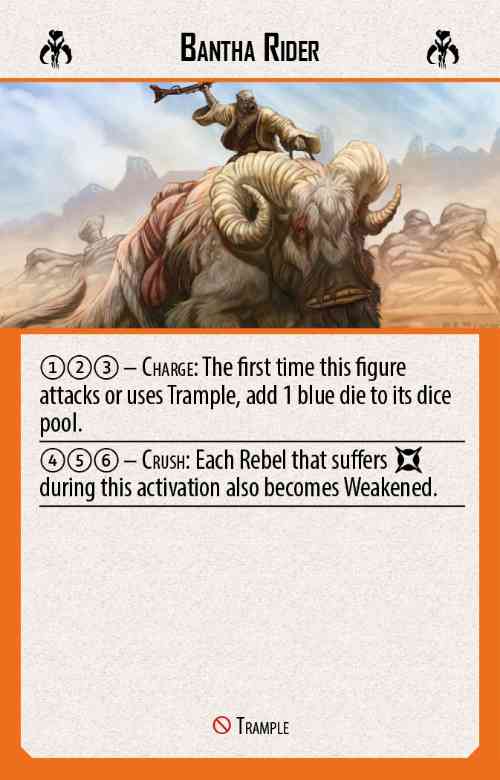 Bantha Rider
①②③ – Charge: The first time this figure
attacks or uses Trample, add 1 blue die to its dice
pool.
④⑤⑥ – Crush: Each Rebel that suffers
during this activation also becomes Weakened.
Trample